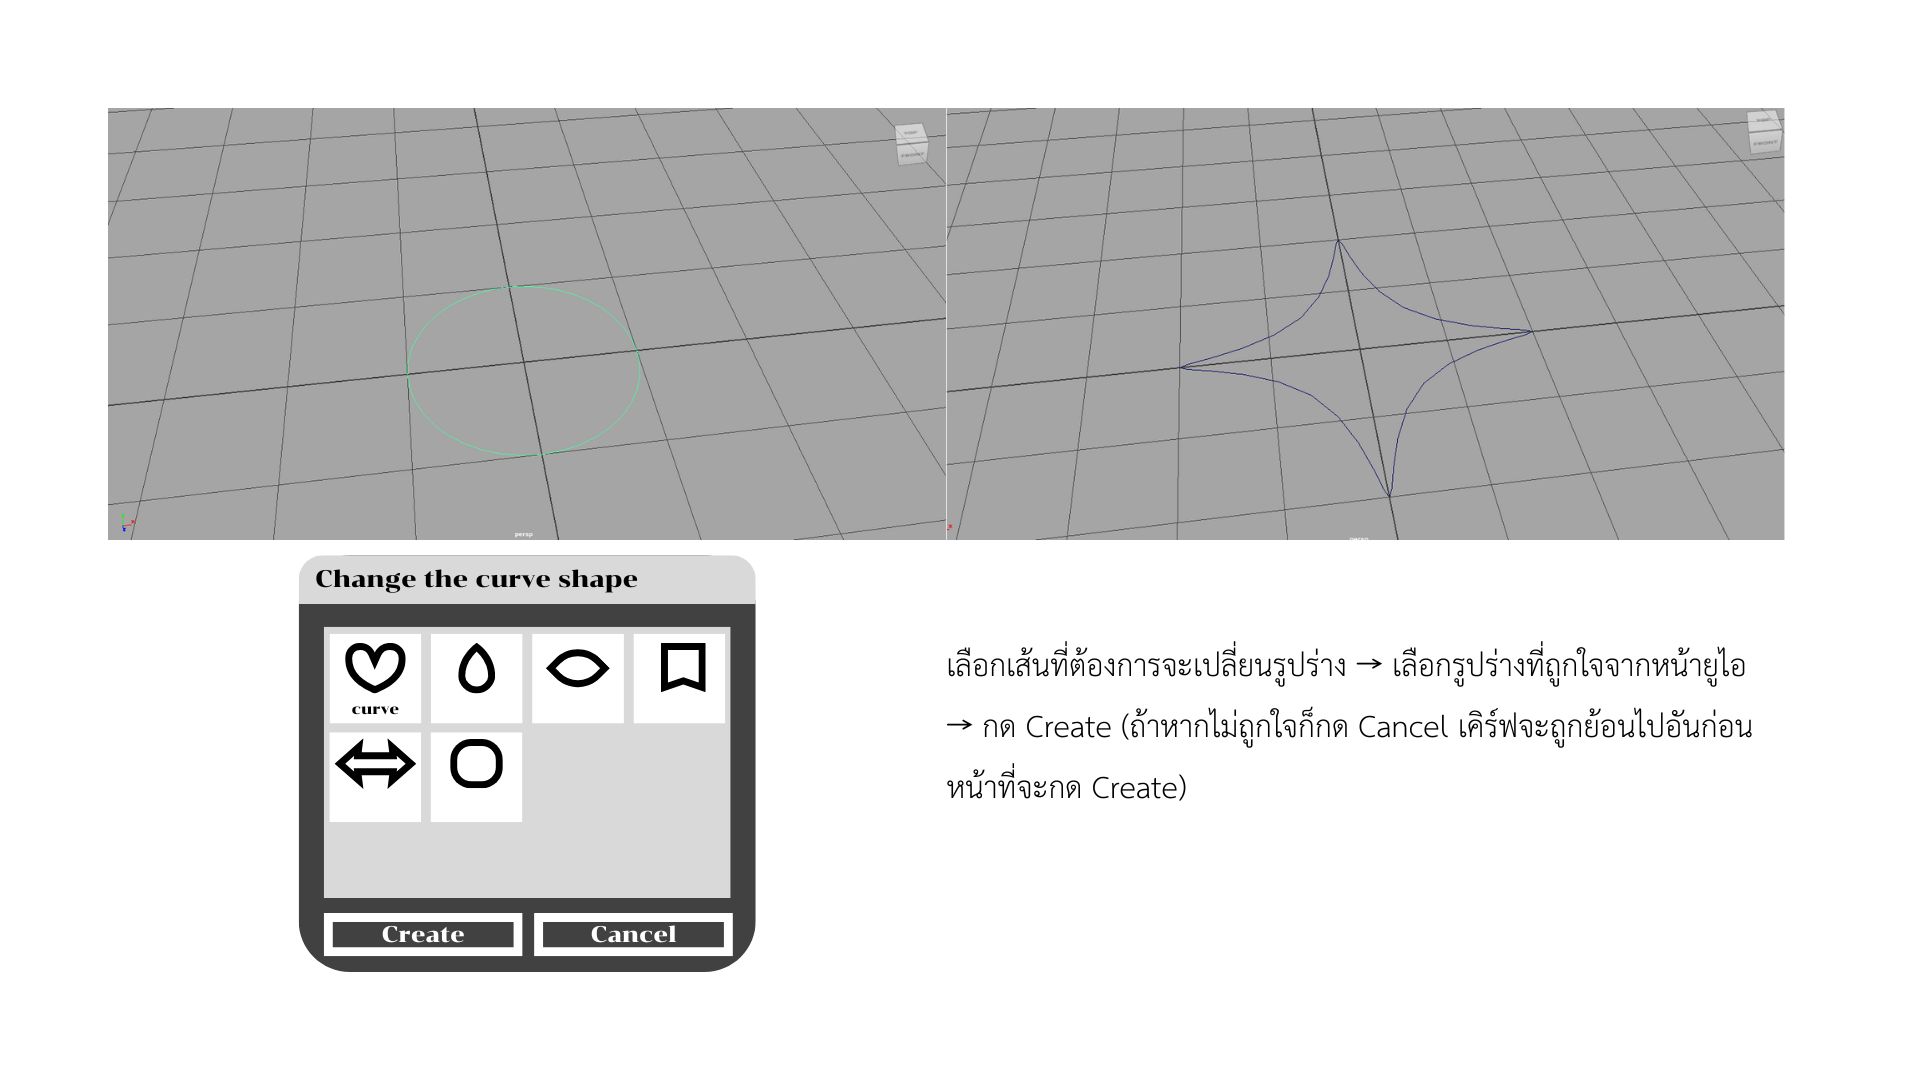 persp
Change the curve shape
curve
Create
Cancel
เลือกเส้นที่ต้องการจะเปลี่ยนรูปร่าง → เลือกรูปร่างที่ถูกใจจากหน้ายูไอ
→ กด Create (ถ้าหากไม่ถูกใจก็กด Cancel เคิร์ฟจะถูกย้อนไปอันก่อน
หน้าที่จะกด Create)